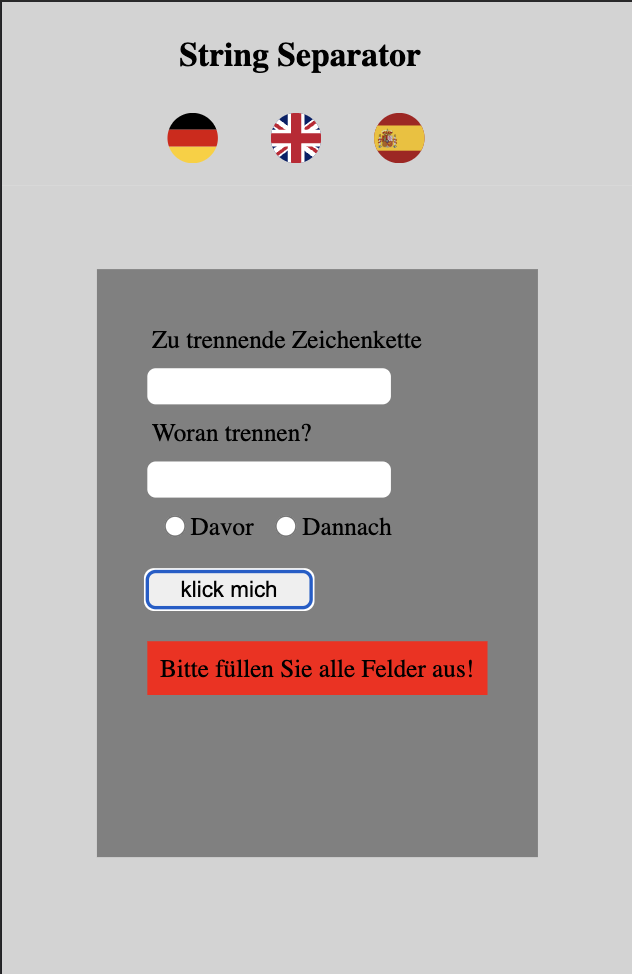 String Separator
Zu trennende Zeichenkette
Woran trennen?
Davor Dannach
klick mich
Bitte füllen Sie alle Felder aus!